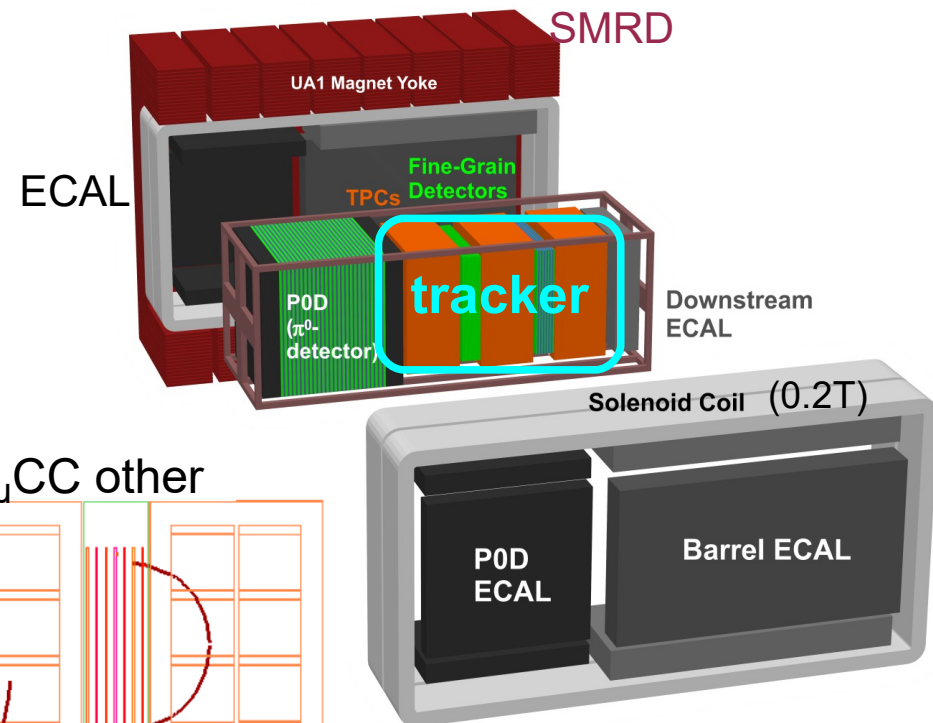 SMRD
UA1 Magnet Yoke
ECAL
Fine-Grain
TPCs Detectors
tracker
P0D
(π⁰-
detector)
Downstream
ECAL
Solenoid Coil (0.2T)
CC other
P0D
ECAL
Barrel ECAL